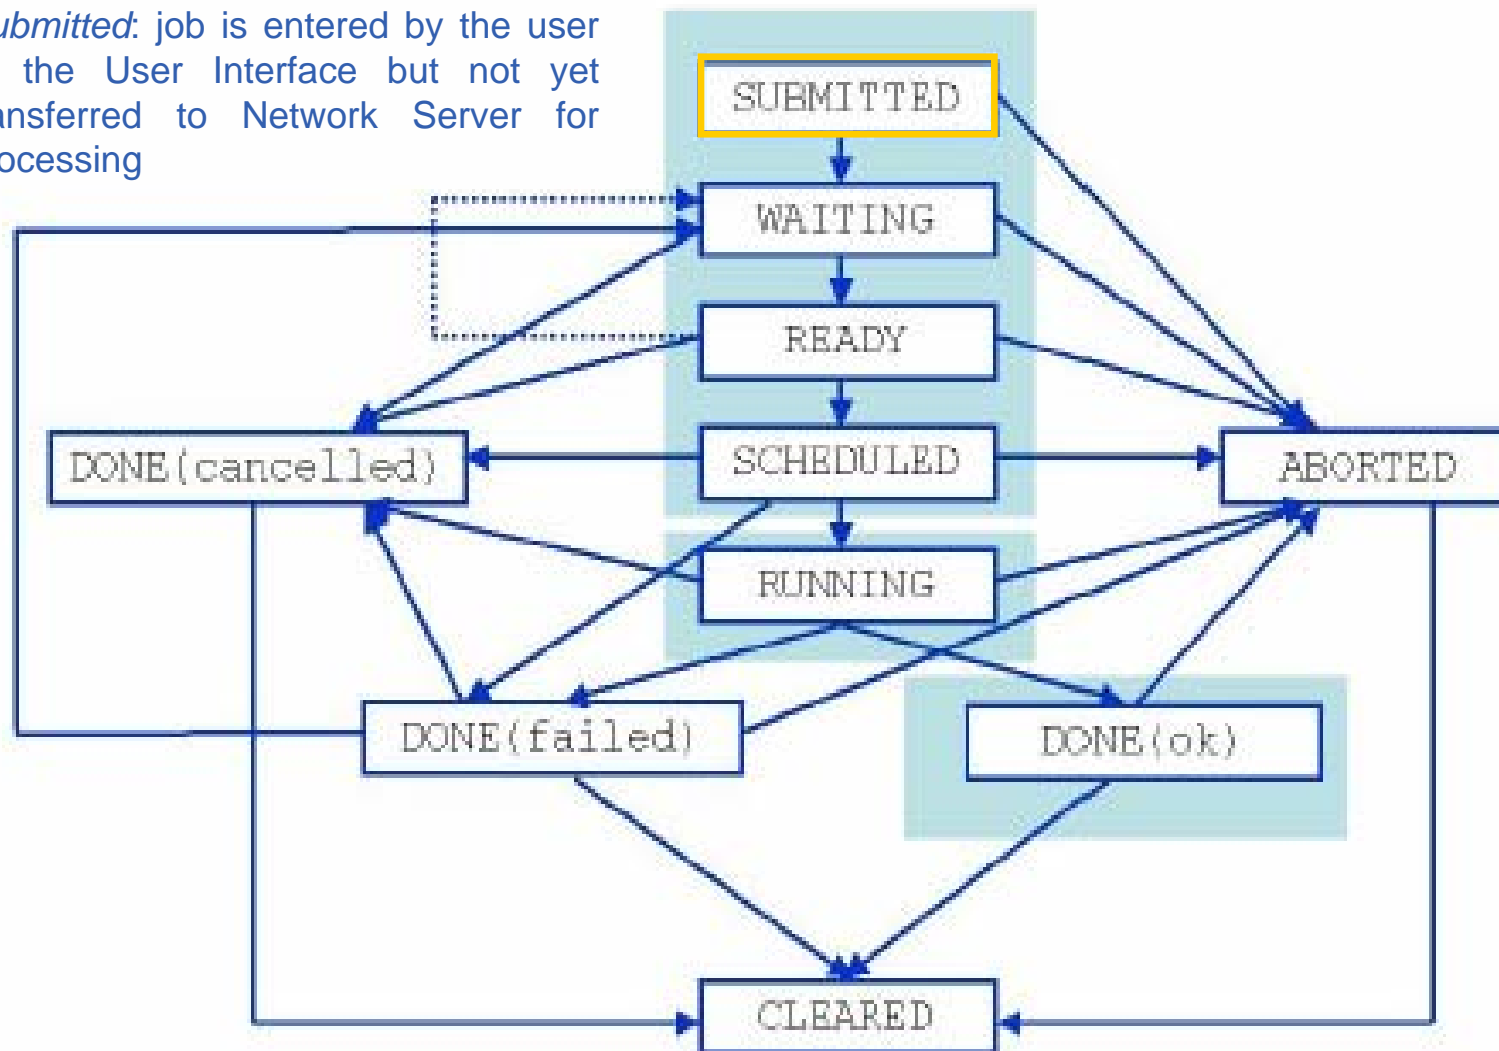 ubmitted: job is entered by the user
the User Interface but not yet
ansferred to Network Server for
ocessing
SUBMITTED
WAITING
READY
DONE(cancelled)
SCHEDULED
ABORTED
RUNNING
DONE(failed)
DONE(ok)
CLEARED